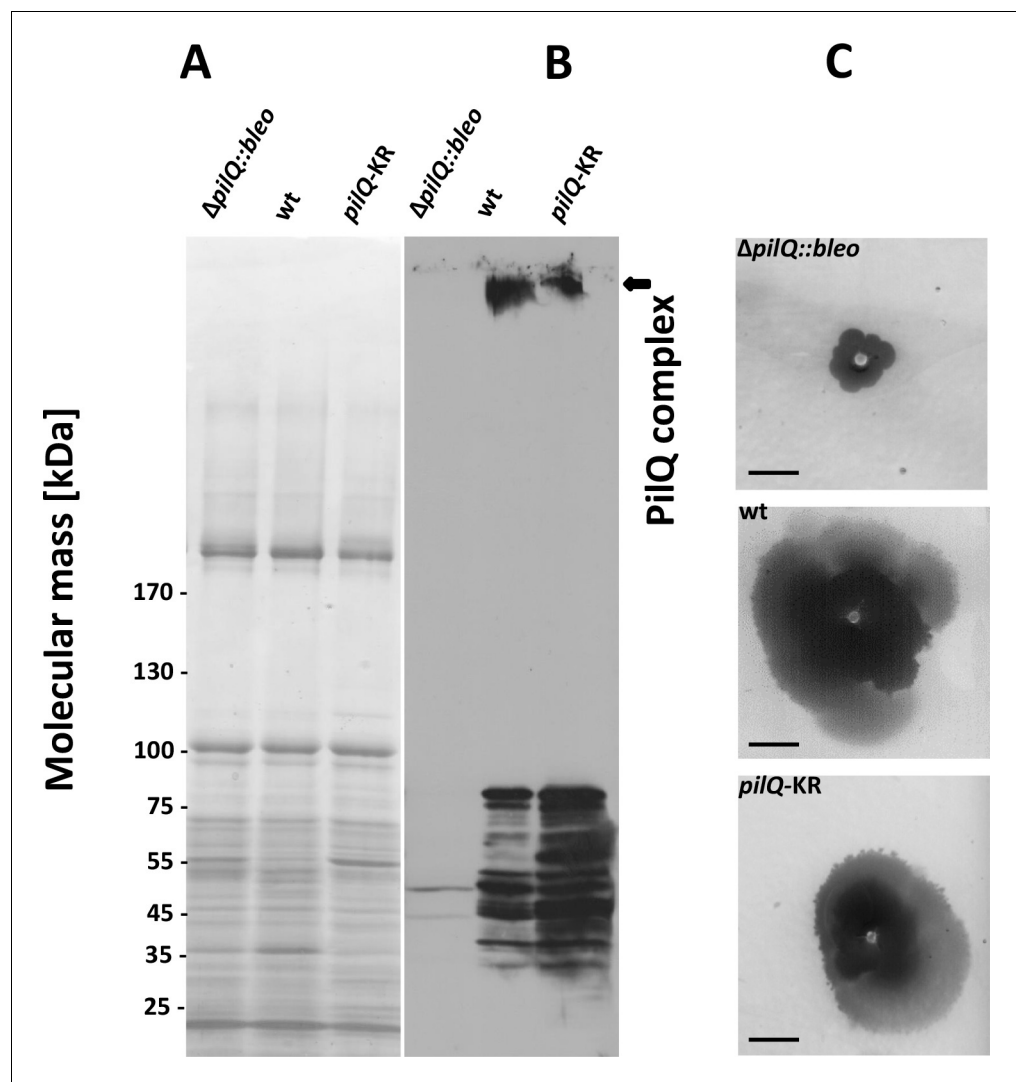 A
B
C
ΔpilQ::bleo
wt
pilQ-KR
ΔpilQ::bleo
wt
pilQ-KR
Molecular mass [kDa]
170 -
130 -
100 -
75 -
55 -
45 -
35 -
25 -
PilQ complex
ΔpilQ::bleo
wt
pilQ-KR